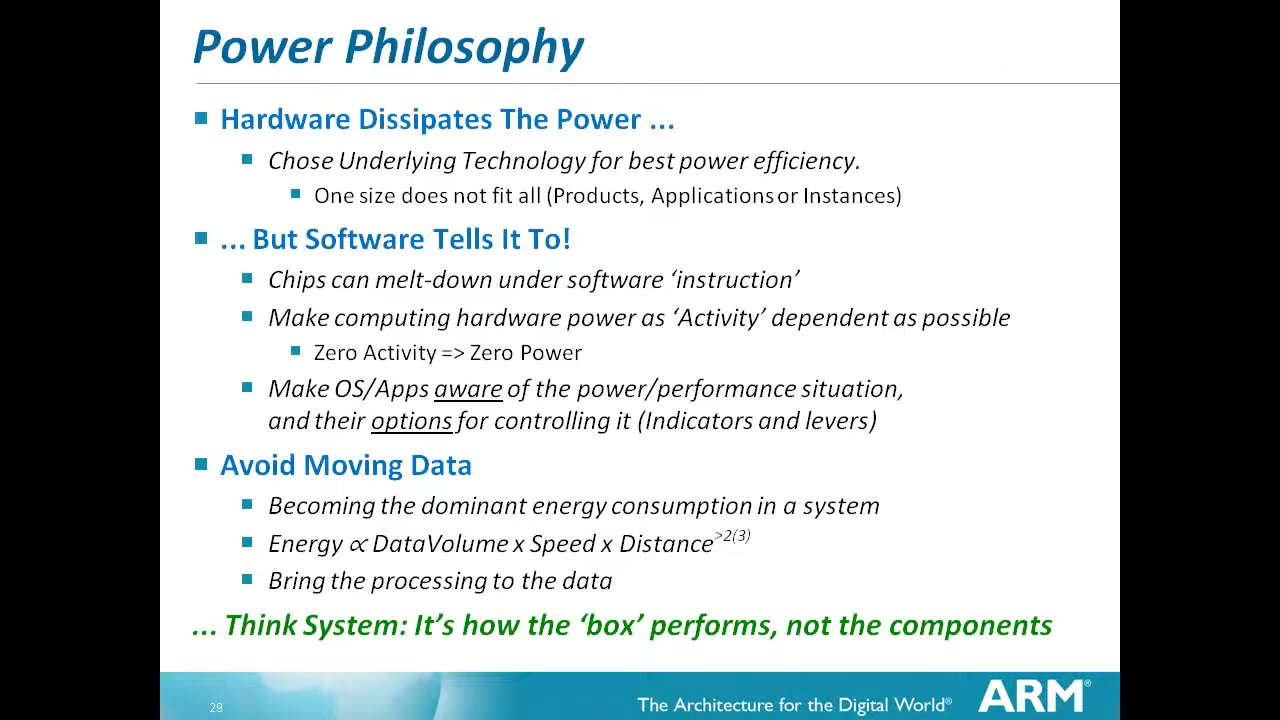 Power Philosophy
Hardware Dissipates The Power ...
Chose Underlying Technology for best power efficiency.
One size does not fit all (Products, Applications or Instances)
... But Software Tells It To!
Chips can melt-down under software ‘instruction’
Make computing hardware power as ‘Activity’ dependent as possible
Zero Activity => Zero Power
Make OS/Apps aware of the power/performance situation,
and their options for controlling it (Indicators and levers)
Avoid Moving Data
Becoming the dominant energy consumption in a system
Energy ∝ DataVolume x Speed x Distance^>2(3)
Bring the processing to the data
... Think System: It’s how the ‘box’ performs, not the components
29
The Architecture for the Digital World®
ARM®